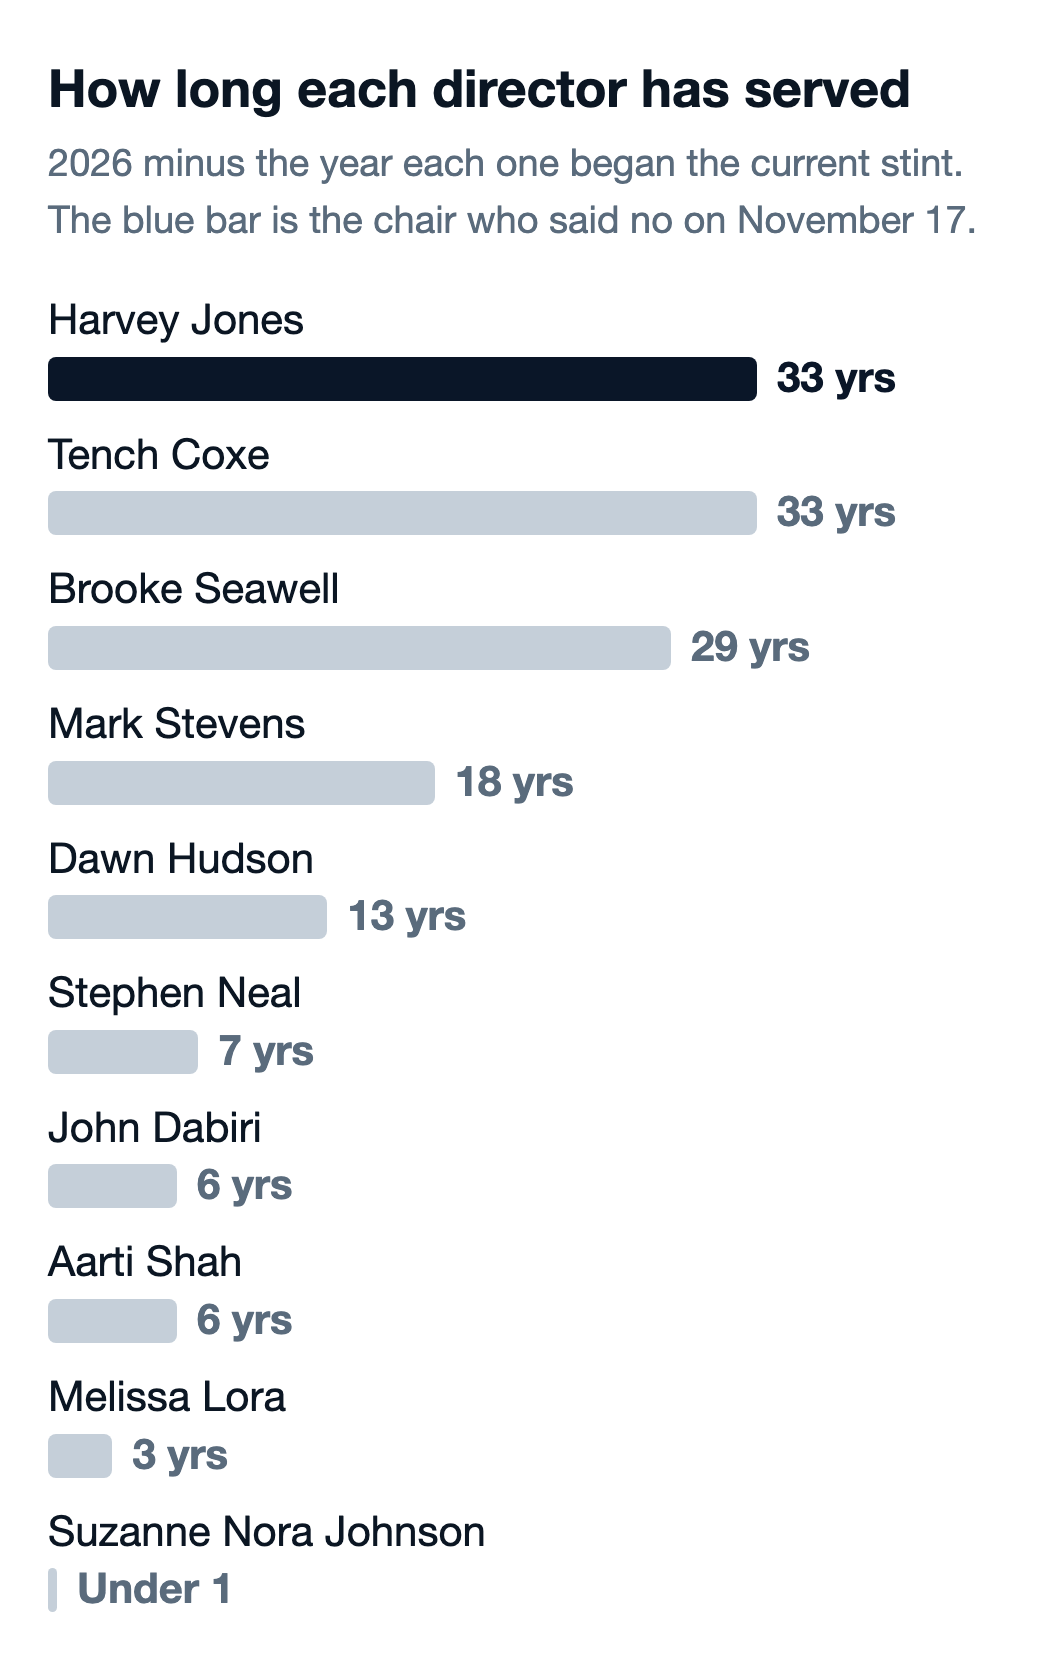 How long each director has served
2026 minus the year each one began the current stint.
The blue bar is the chair who said no on November 17.
Harvey Jones
33 yrs
Tench Coxe
33 yrs
Brooke Seawell
29 yrs
Mark Stevens
18 yrs
Dawn Hudson
13 yrs
Stephen Neal
7 yrs
John Dabiri
6 yrs
Aarti Shah
6 yrs
Melissa Lora
3 yrs
Suzanne Nora Johnson
Under 1